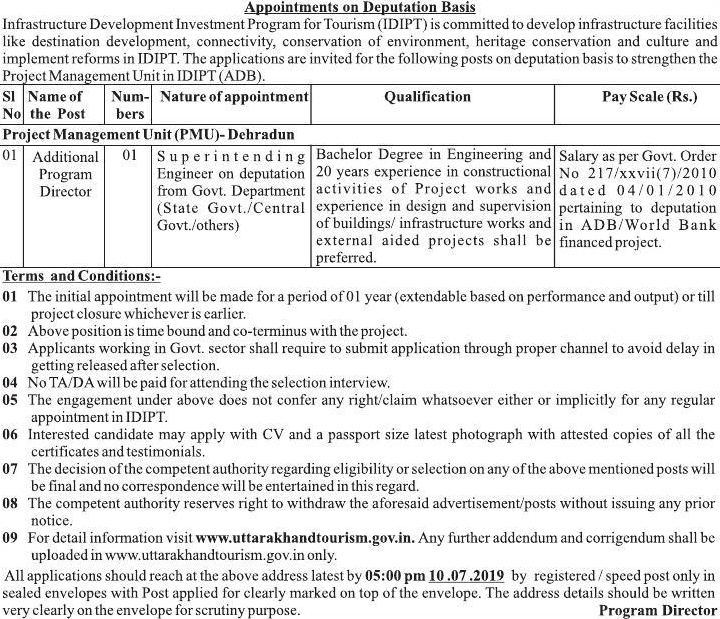 Appointments on Deputation Basis
Infrastructure Development Investment Program for Tourism (IDIPT) is committed to develop infrastructure facilities
like destination development, connectivity, conservation of environment, heritage conservation and culture and
implement reforms in IDIPT. The applications are invited for the following posts on deputation basis to strengthen the
Project Management Unit in IDIPT (ADB).
Sl No
Name of the Post
Num-bers
Nature of appointment
Qualification
Pay Scale (Rs.)
Project Management Unit (PMU)- Dehradun
01
Additional
Program
Director
01
Superintending
Engineer on deputation
from Govt. Department
(State Govt./Central
Govt./others)
Bachelor Degree in Engineering and
20 years experience in constructional
activities of Project works and
experience in design and supervision
of buildings/ infrastructure works and
external aided projects shall be
preferred.
Salary as per Govt. Order
No 217/xxvii(7)/2010
dated 04/01/2010
pertaining to deputation
in ADB/World Bank
financed project.
Terms and Conditions:-
01 The initial appointment will be made for a period of 01 year (extendable based on performance and output) or till
project closure whichever is earlier.
02 Above position is time bound and co-terminus with the project.
03 Applicants working in Govt. sector shall require to submit application through proper channel to avoid delay in
getting released after selection.
04 No TA/DA will be paid for attending the selection interview.
05 The engagement under above does not confer any right/claim whatsoever either or implicitly for any regular
appointment in IDIPT.
06 Interested candidate may apply with CV and a passport size latest photograph with attested copies of all the
certificates and testimonials.
07 The decision of the competent authority regarding eligibility or selection on any of the above mentioned posts will
be final and no correspondence will be entertained in this regard.
08 The competent authority reserves right to withdraw the aforesaid advertisement/posts without issuing any prior
notice.
09 For detail information visit www.uttarakhandtourism.gov.in. Any further addendum and corrigendum shall be
uploaded in www.uttarakhandtourism.gov.in only.
All applications should reach at the above address latest by 05:00 pm 10.07.2019 by registered / speed post only in
sealed envelopes with Post applied for clearly marked on top of the envelope. The address details should be written
very clearly on the envelope for scrutiny purpose. Program Director